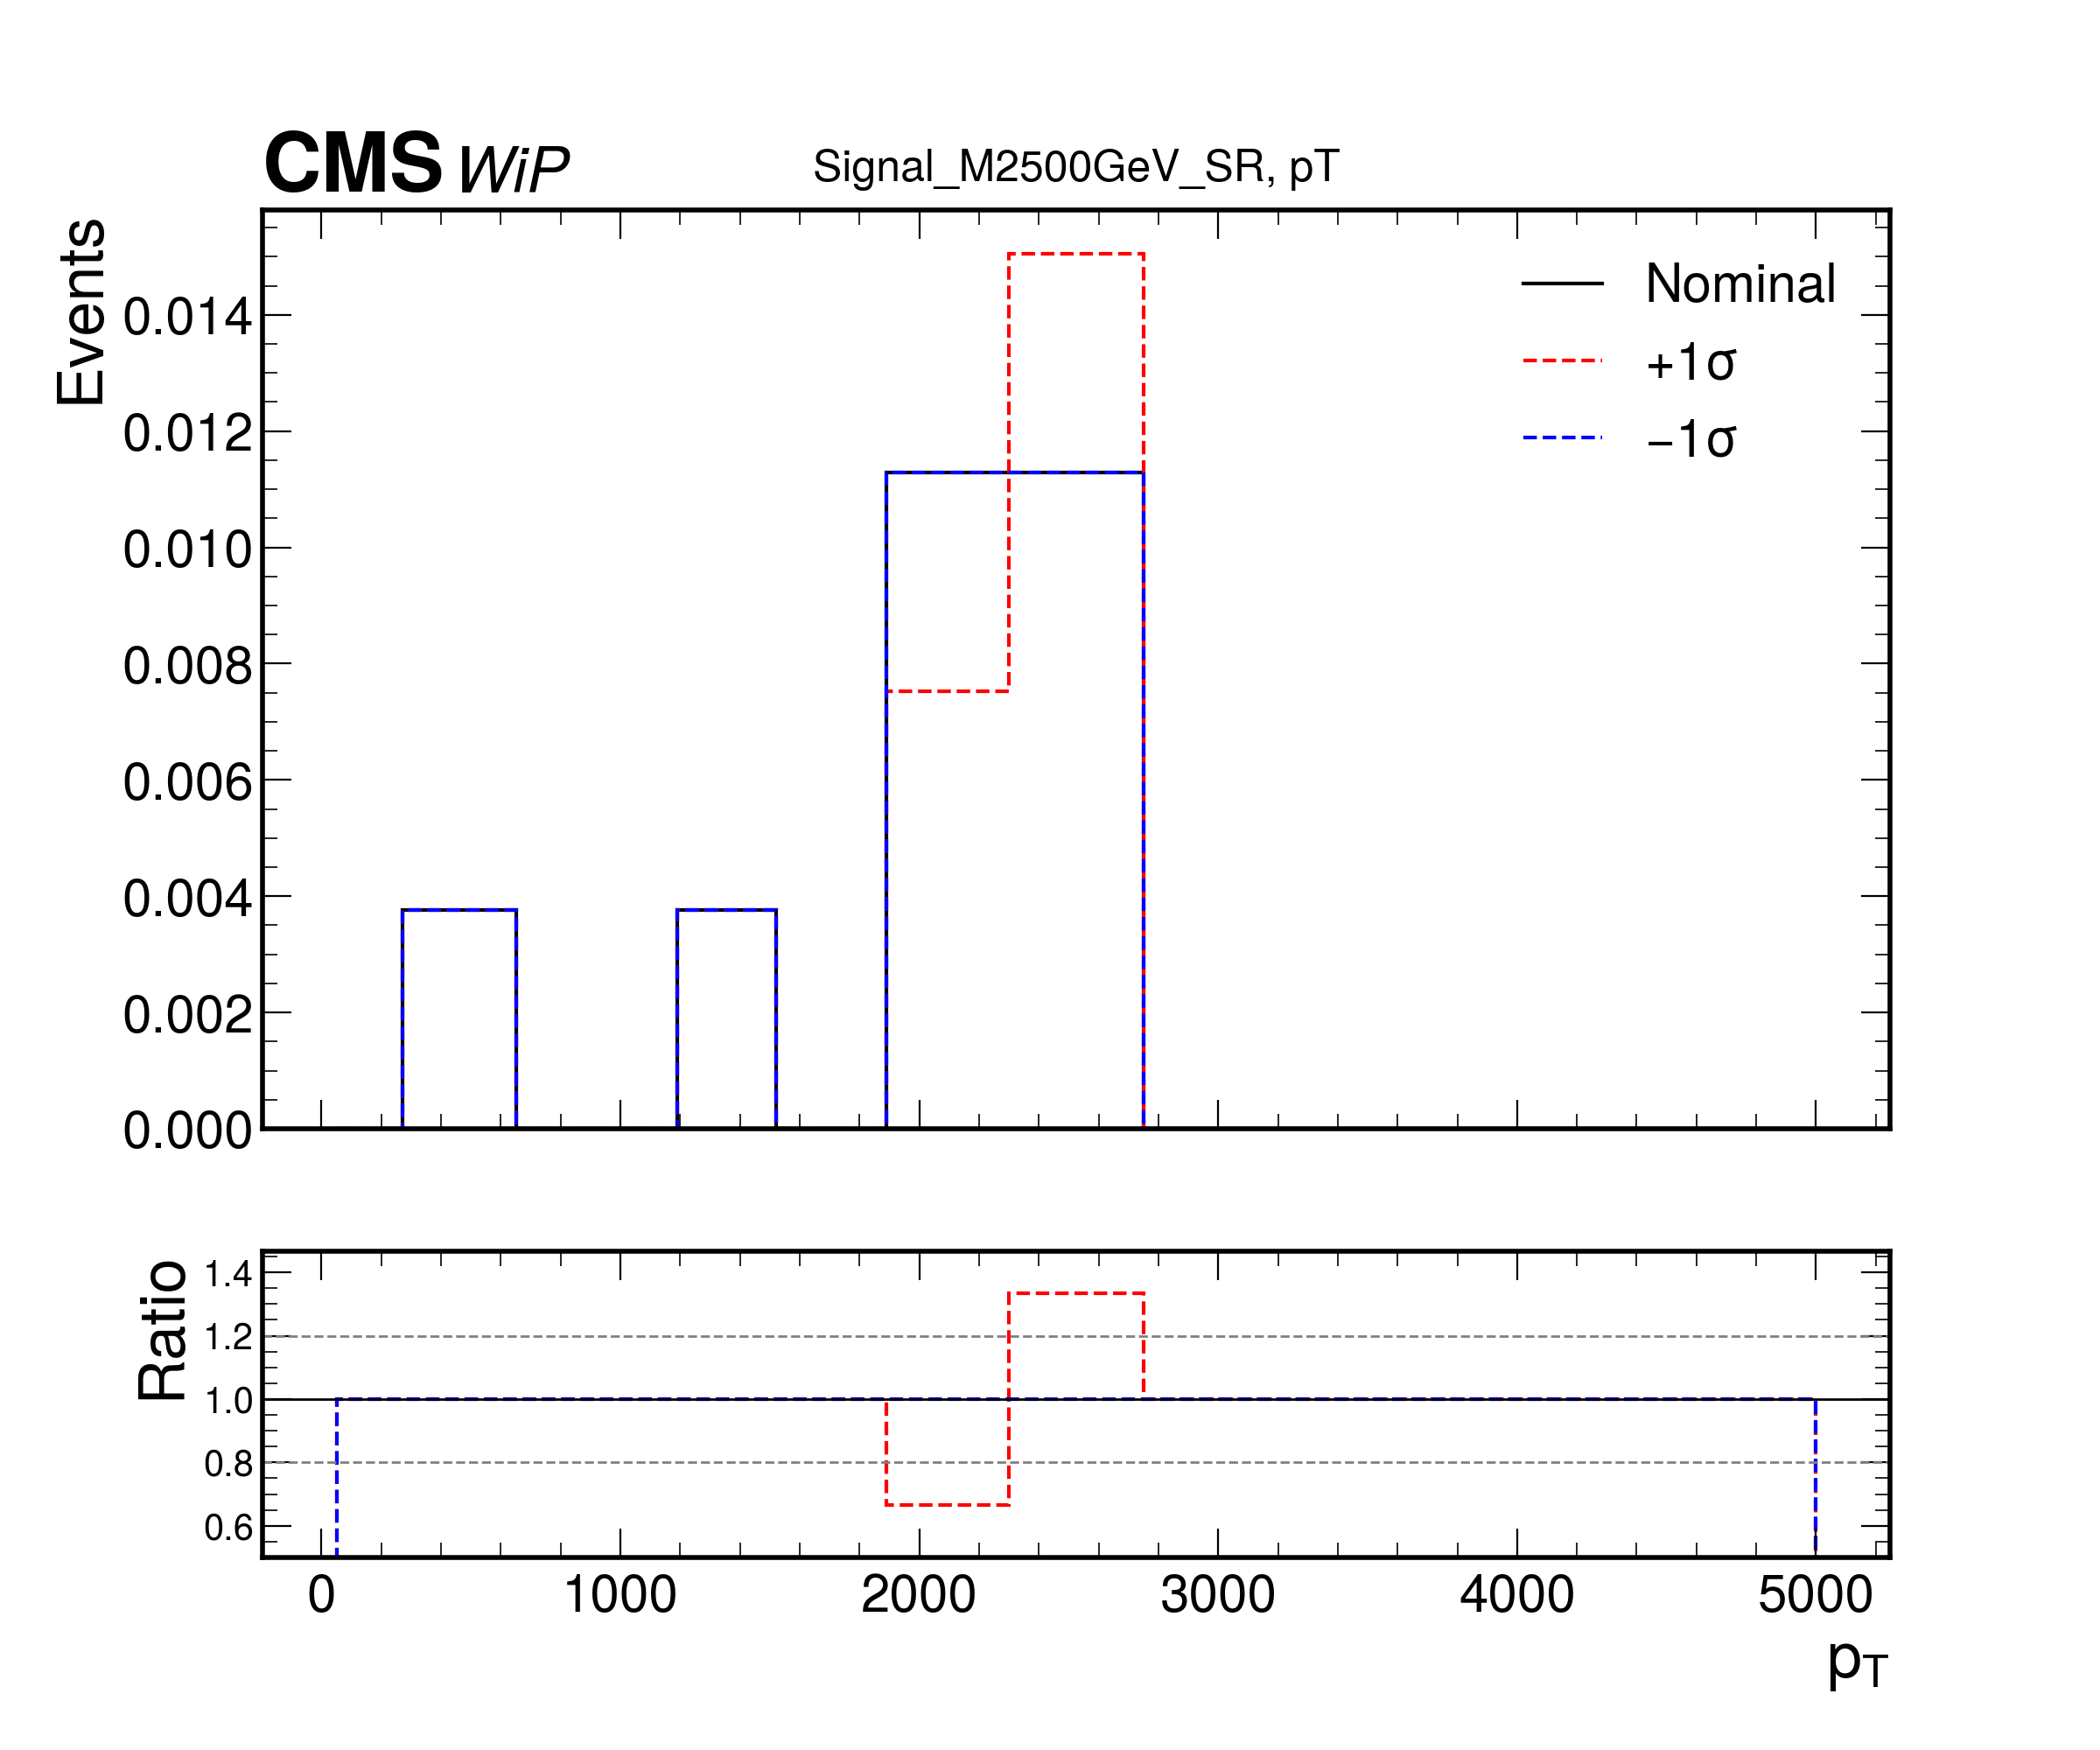 CMS WiP
Signal_M2500GeV_SR, pT
Events
0.014
0.012
0.010
0.008
0.006
0.004
0.002
0.000
Nominal
+1σ
−1σ
Ratio
1.4
1.2
1.0
0.8
0.6
0 1000 2000 3000 4000 5000
pT